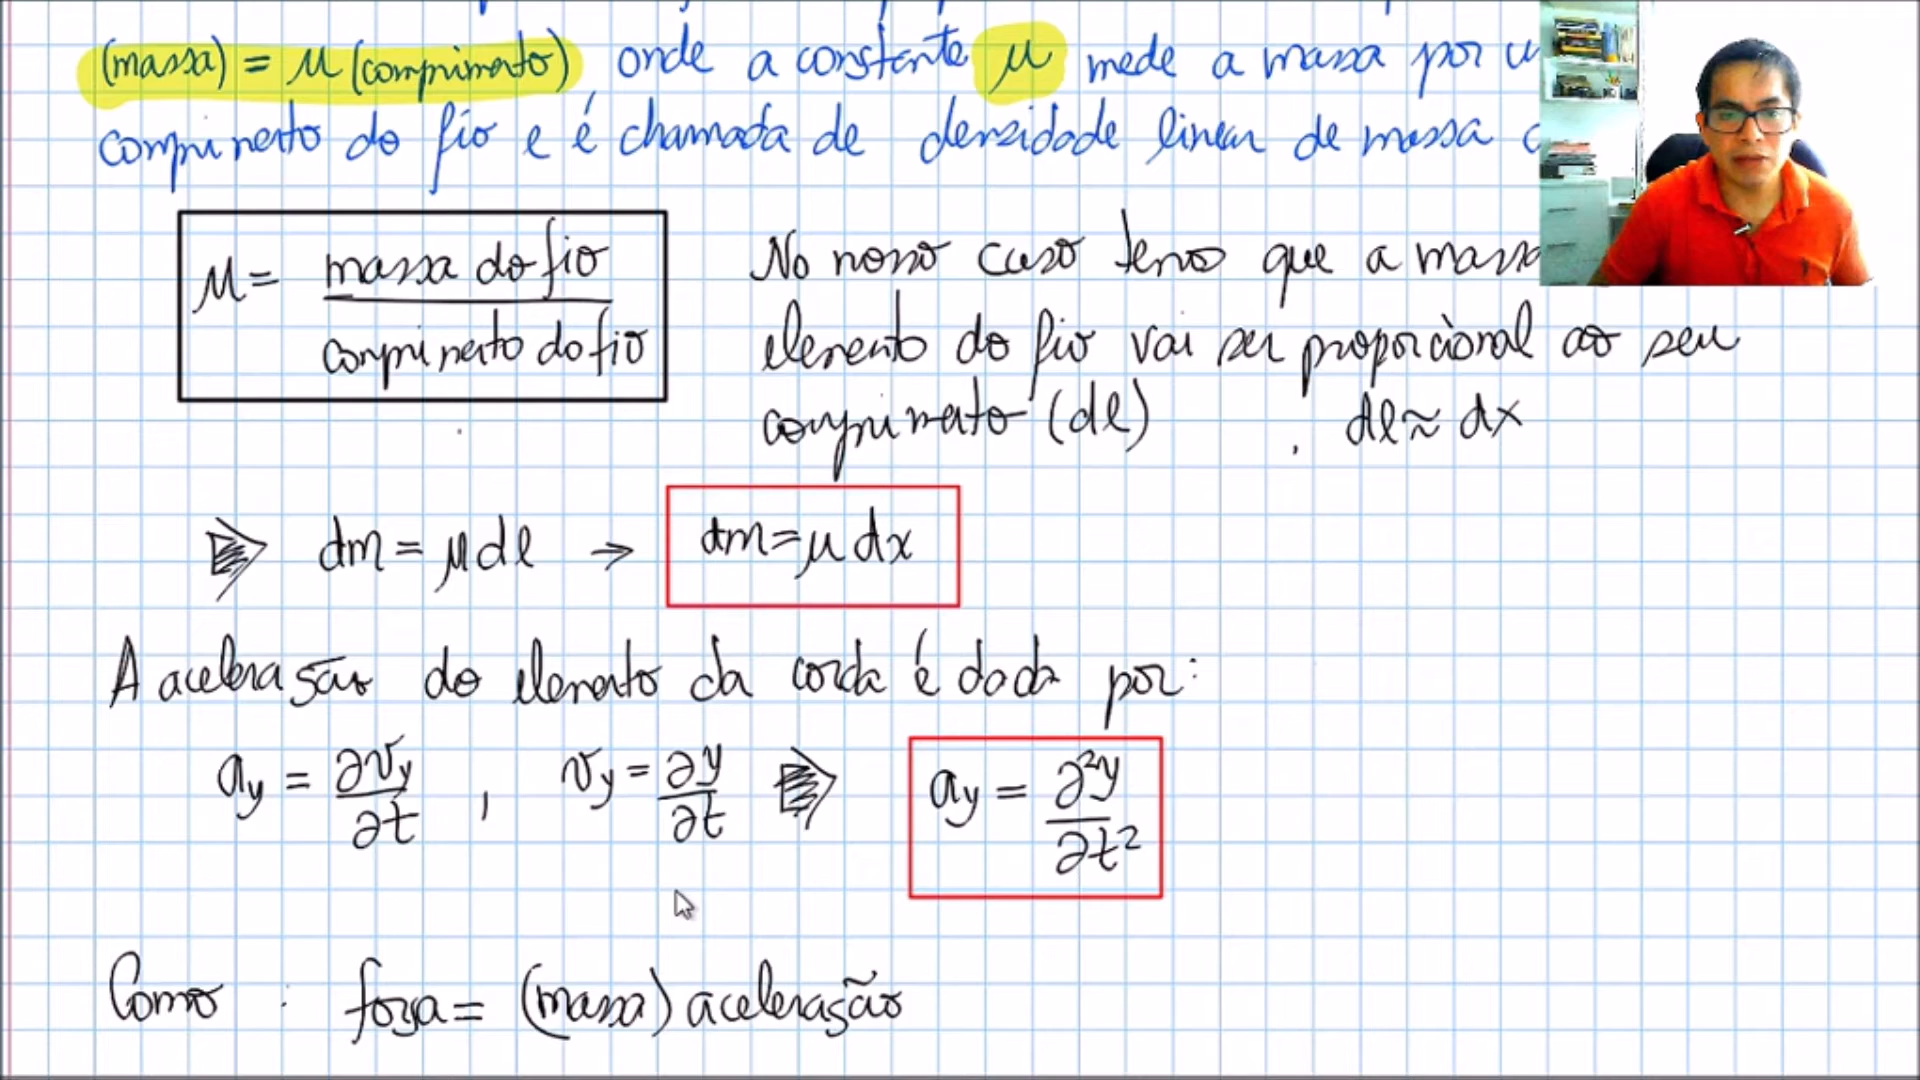 (massa) = μ (comprimento) onde a constante μ mede a massa por
comprimento do fio e é chamada de densidade linear de massa
μ = massa do fio
comprimento do fio
No nosso caso temos que a massa
elemento do fio vai ser proporcional ao seu
comprimento (dl) , dl ≈ dx
dm = μ dl → dm = μ dx
A aceleração do elemento da corda é dada por:
ay = ∂vy/∂t , vy = ∂y/∂t ay = ∂²y/∂t²
Como : força = (massa) aceleração